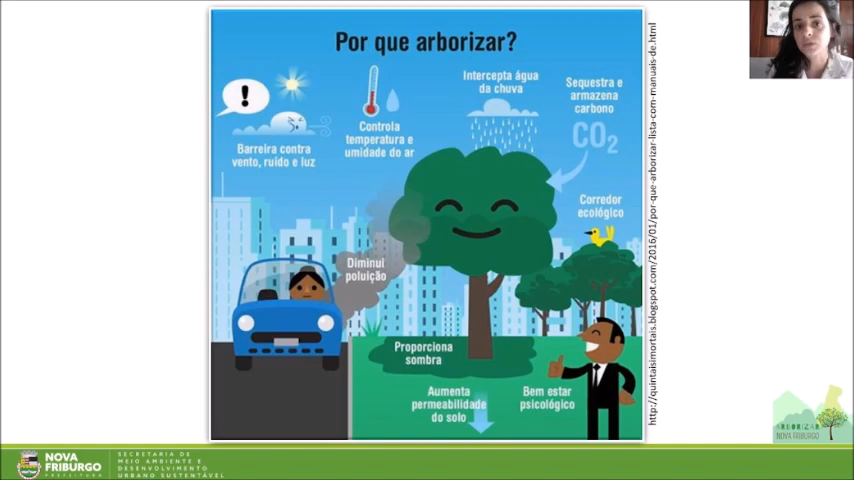 Por que arborizar?
!
Barreira contra
vento, ruido e luz
Controla
temperatura e
umidade do ar
Intercepta água
da chuva
Sequestra e
armazena
carbono
CO2
Corredor
ecológico
Diminui
poluição
Proporciona
sombra
Aumenta
permeabilidade
do solo
Bem estar
psicológico
http://quintaisimortais.blogspot.com/2016/01/por-que-arborizar-lista-com-manuais-de.html
ARBORIZAR
NOVA FRIBURGO
NOVA
FRIBURGO
PREFEITURA
SECRETARIA DE
MEIO AMBIENTE E
DESENVOLVIMENTO
URBANO SUSTENTÁVEL